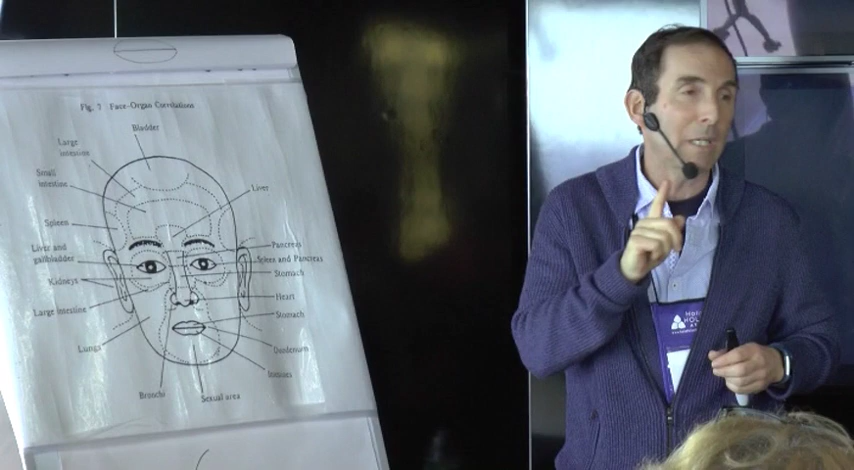 Fig. 7 Face-Organ Correlations
Bladder
Large
intestine
Small
intestine
Liver
Spleen
Liver and
gallbladder
Pancreas
Spleen and Pancreas
Kidneys
Stomach
Large intestine
Heart
Stomach
Lungs
Duodenum
Bronchi
Sexual area